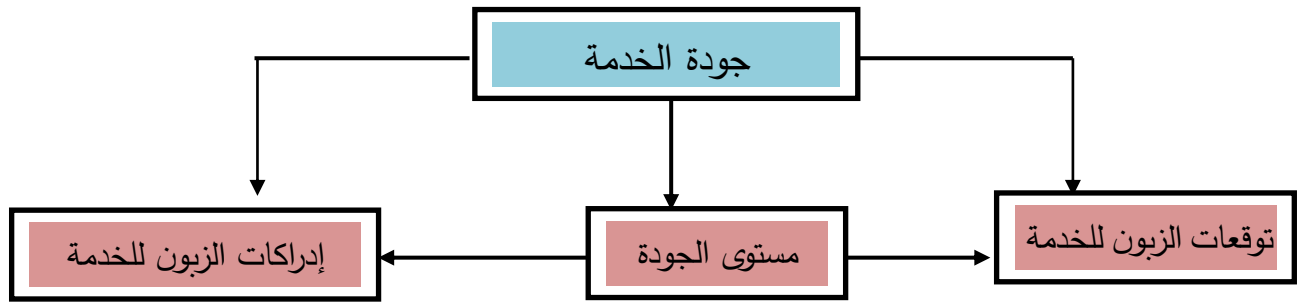 جودة الخدمة
توقعات الزبون للخدمة
مستوى الجودة
إدراكات الزبون للخدمة